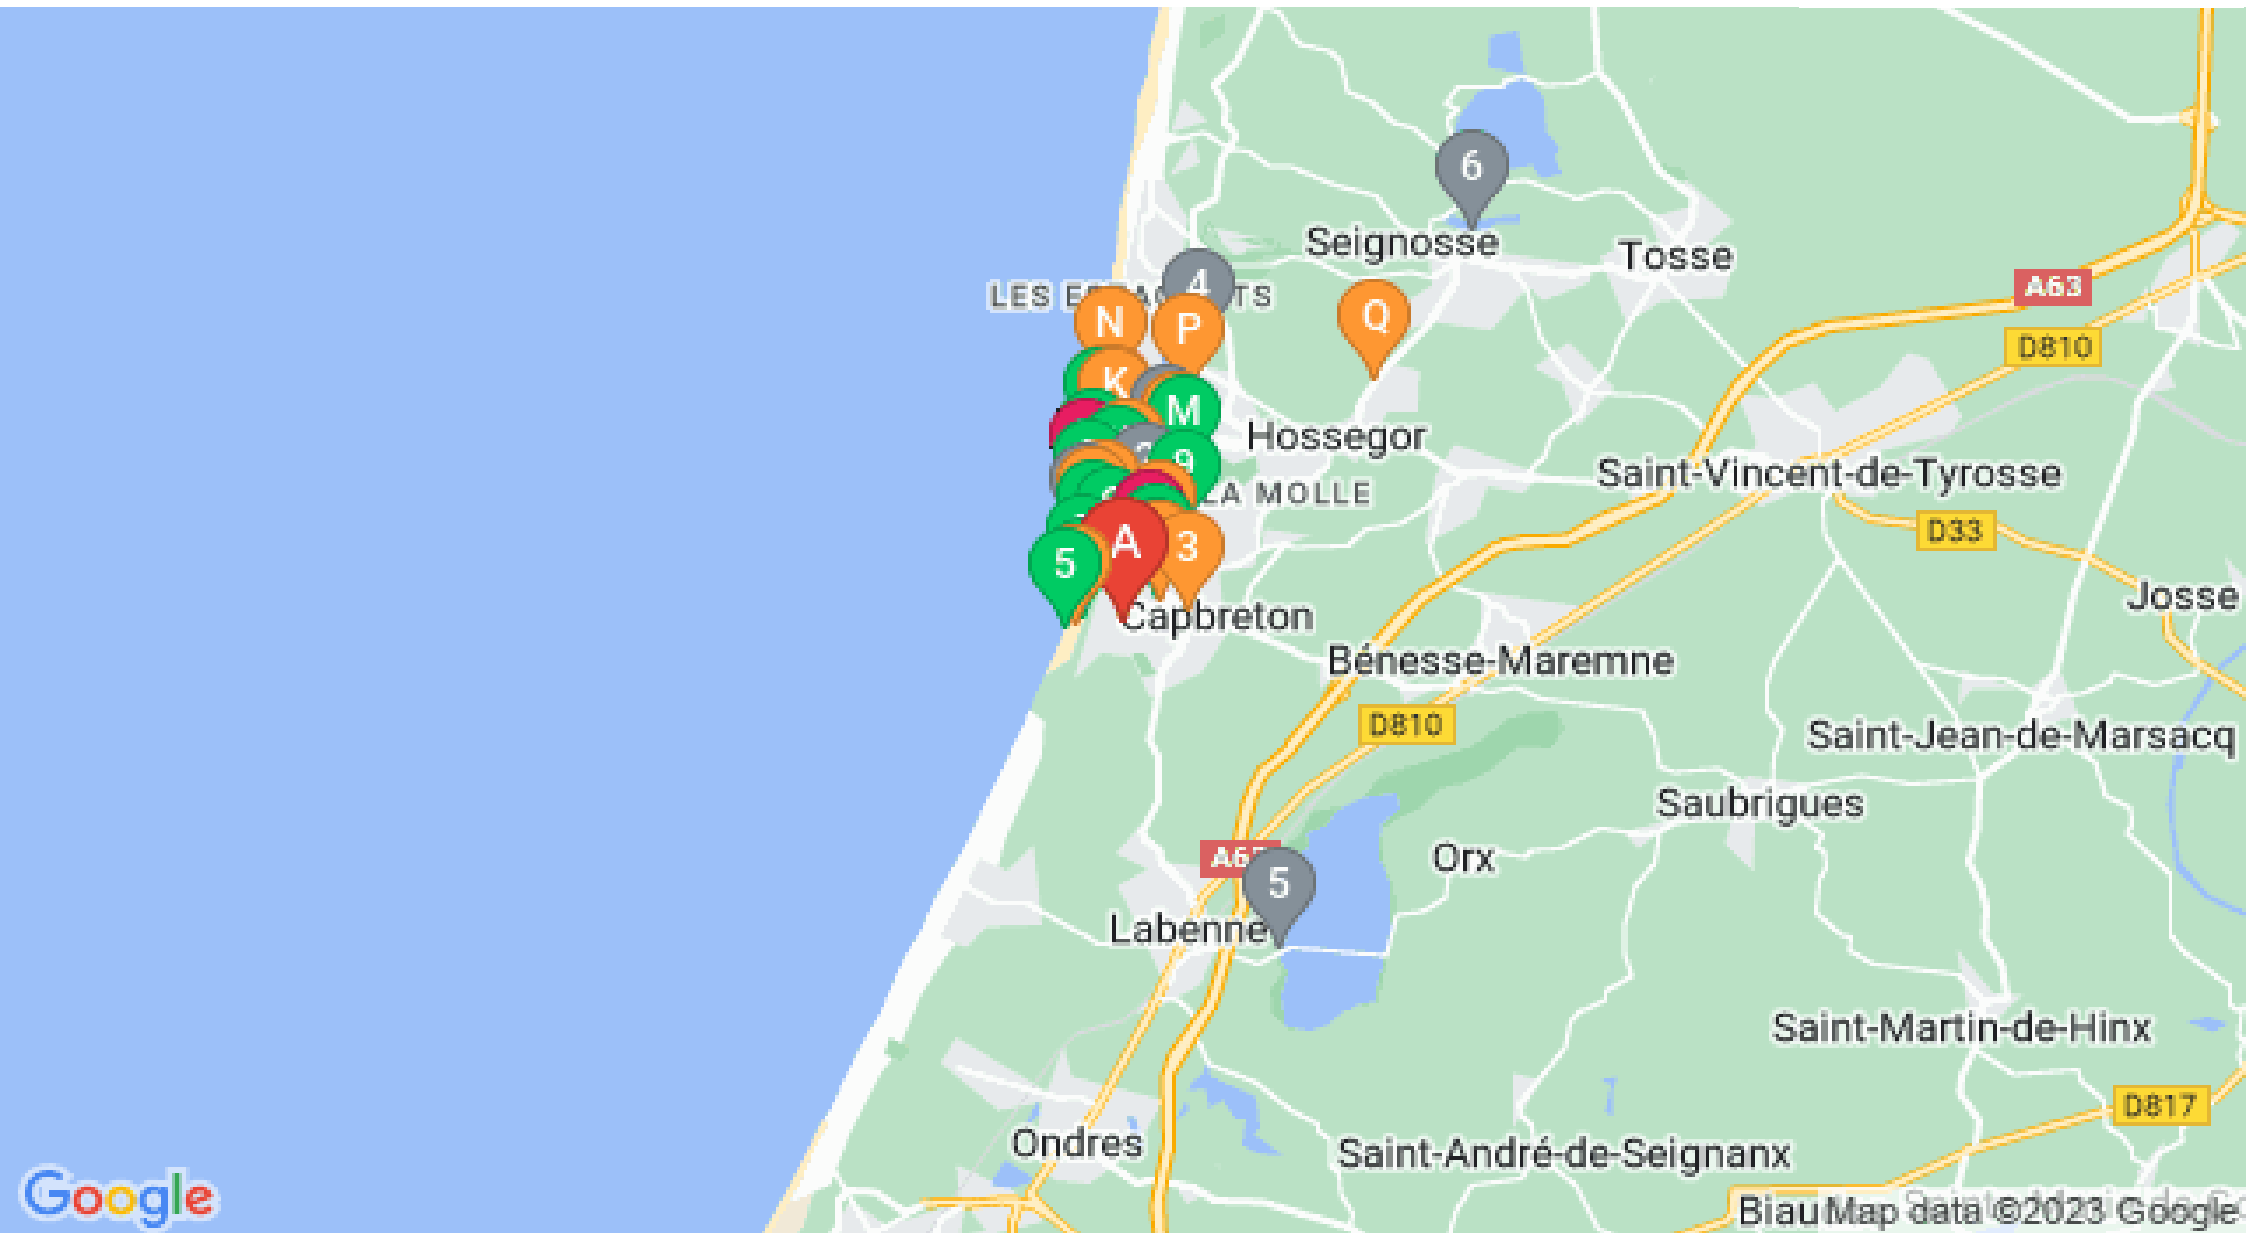 6
Seignosse
Tosse
4
A63
LES E
TS
N
P
Q
D810
K
M
Hossegor
9
Saint-Vincent-de-Tyrosse
LA MOLLE
D33
A
3
5
Josse
Capbreton
Bénesse-Maremne
D810
Saint-Jean-de-Marsacq
Saubrigues
Orx
5
Labenne
Saint-Martin-de-Hinx
D817
Ondres
Saint-André-de-Seignanx
Google
Biau
Map data ©2023 Google